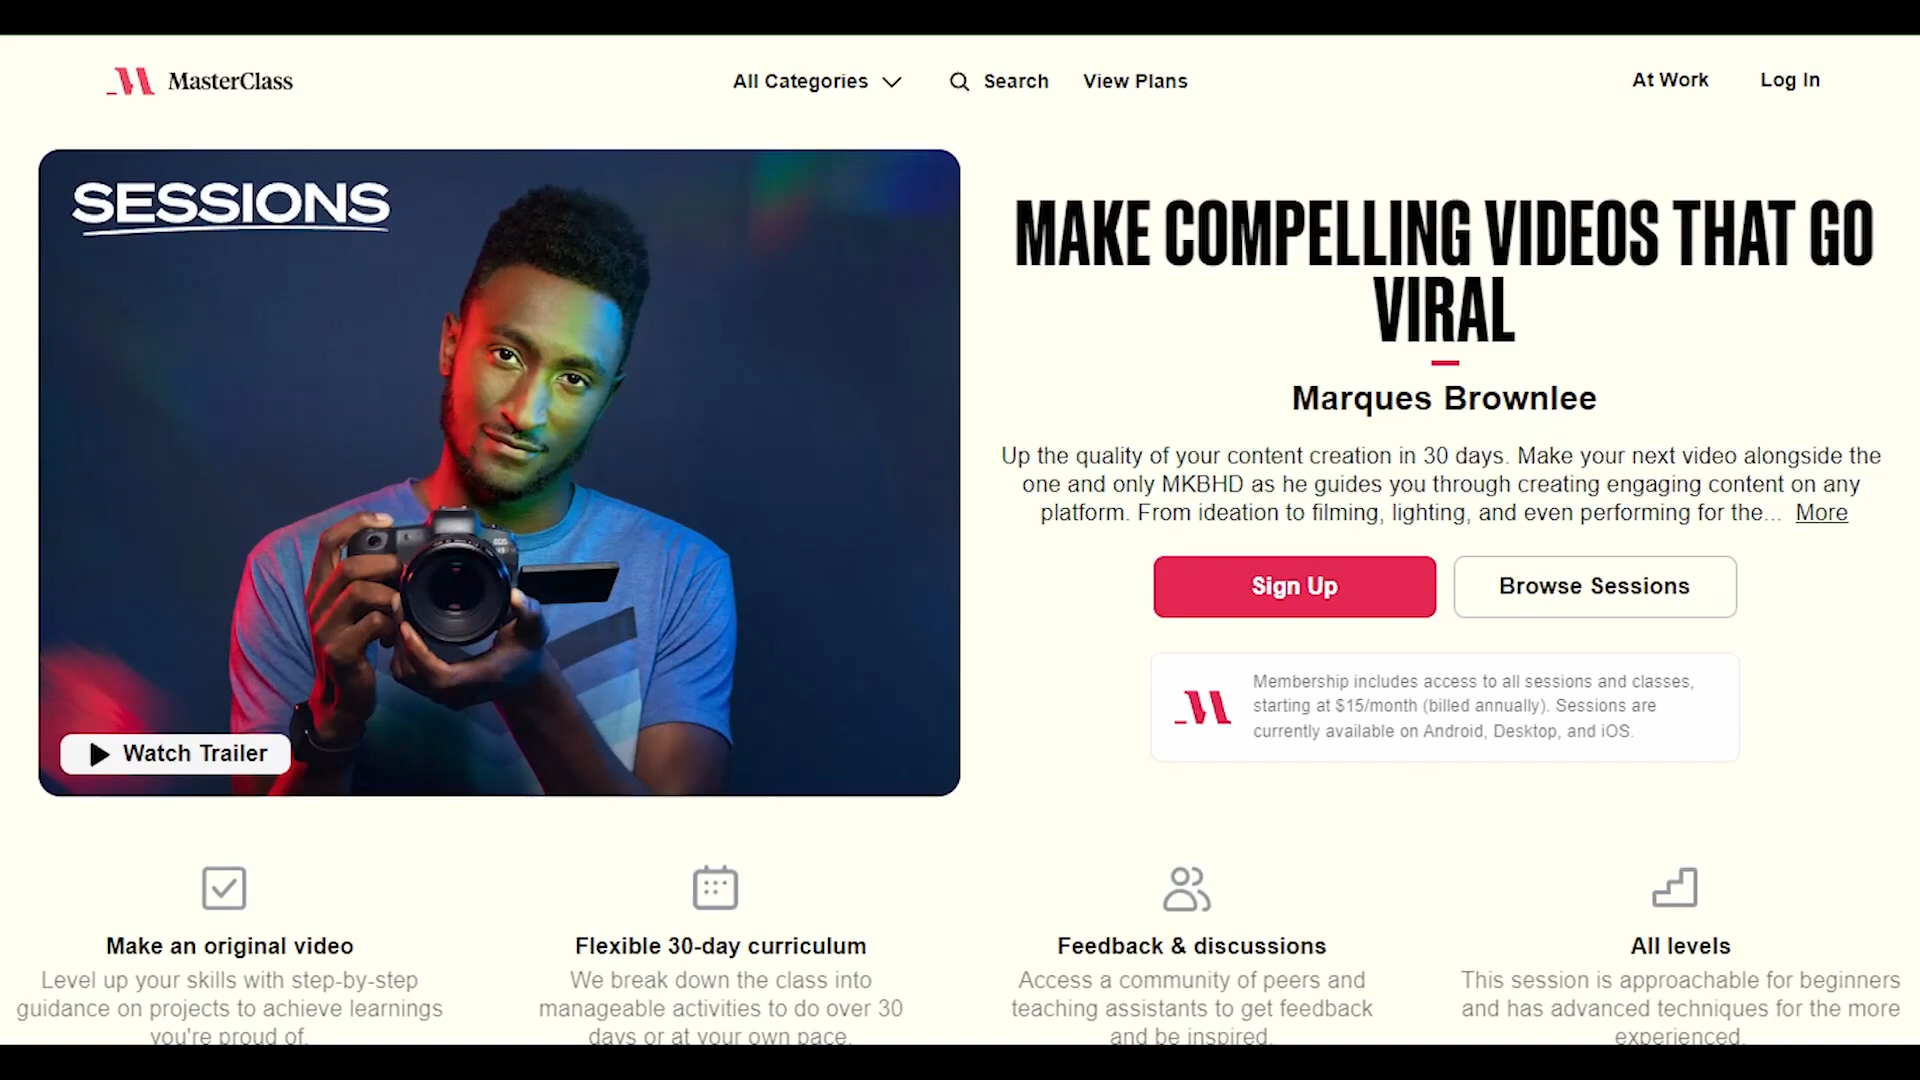 MasterClass
All Categories
Search
View Plans
At Work
Log In
SESSIONS
Watch Trailer
MAKE COMPELLING VIDEOS THAT GO
VIRAL
Marques Brownlee
Up the quality of your content creation in 30 days. Make your next video alongside the
one and only MKBHD as he guides you through creating engaging content on any
platform. From ideation to filming, lighting, and even performing for the... More
Sign Up
Browse Sessions
Membership includes access to all sessions and classes,
starting at $15/month (billed annually). Sessions are
currently available on Android, Desktop, and iOS.
Make an original video
Level up your skills with step-by-step
guidance on projects to achieve learnings
you're proud of.
Flexible 30-day curriculum
We break down the class into
manageable activities to do over 30
days or at your own pace.
Feedback & discussions
Access a community of peers and
teaching assistants to get feedback
and be inspired.
All levels
This session is approachable for beginners
and has advanced techniques for the more
experienced.